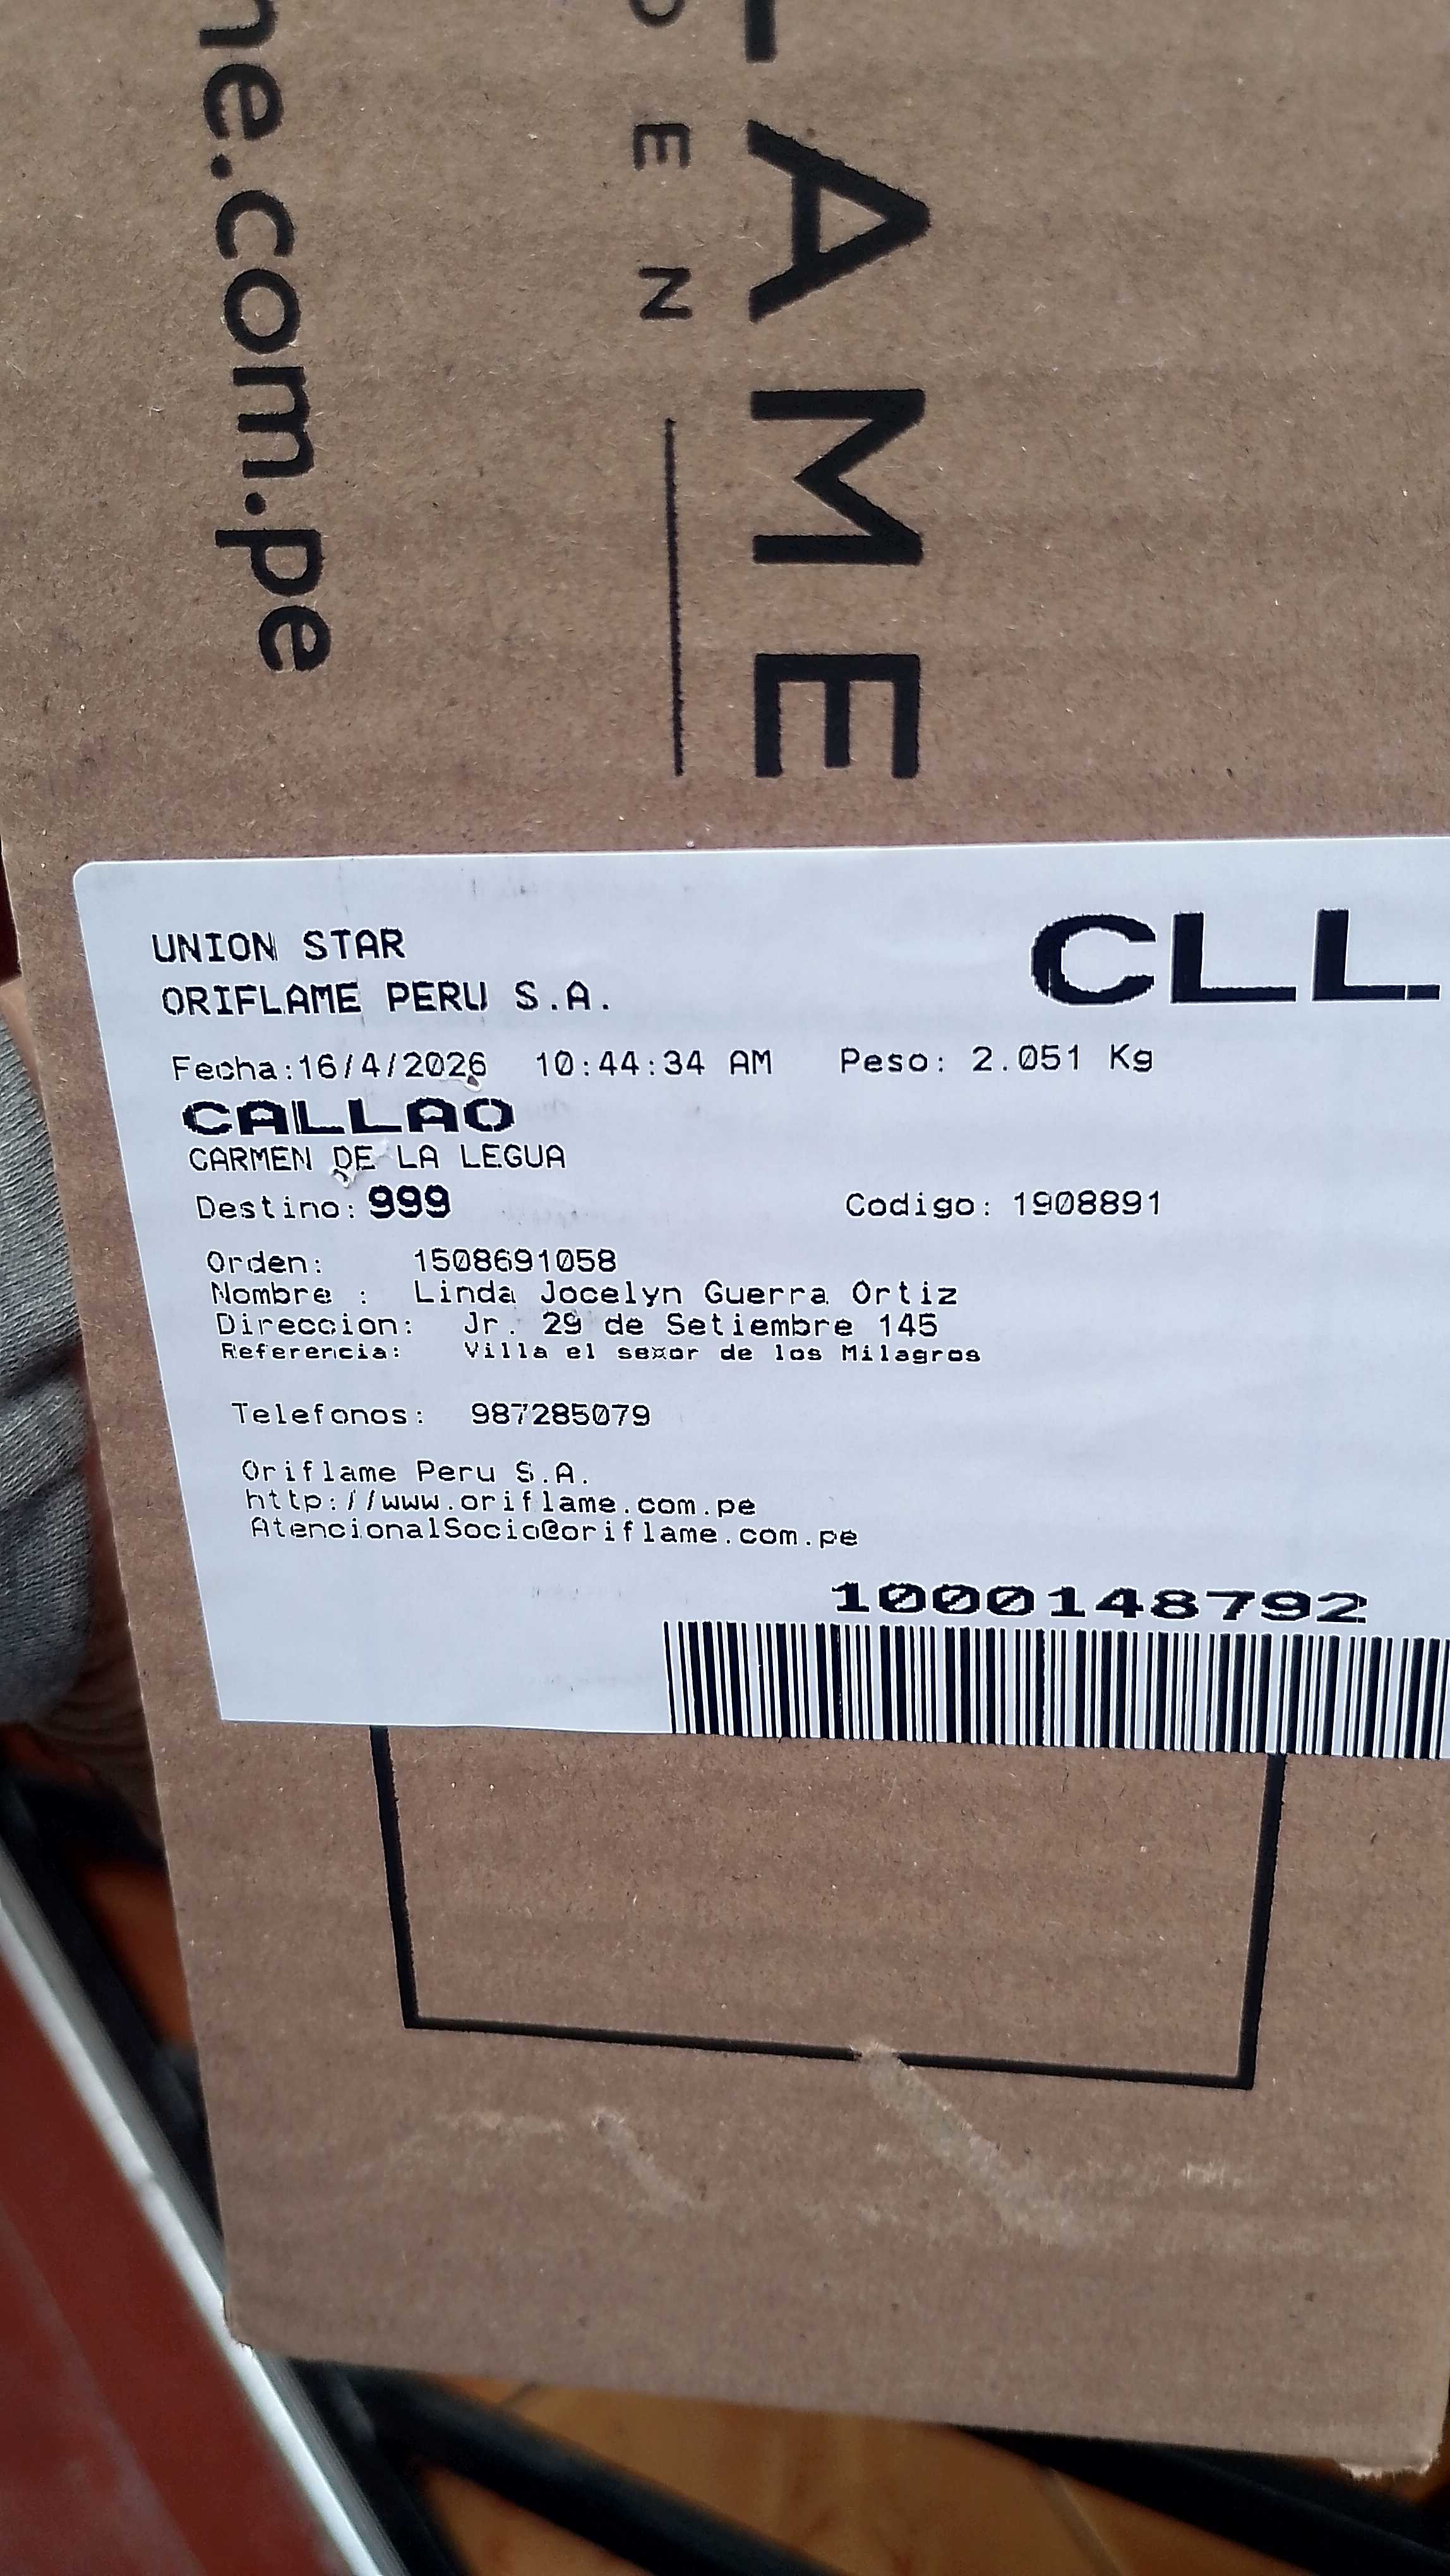 ne.com.pe
D E N
LAME
UNION STAR
CLL
ORIFLAME PERU S.A.
Fecha:16/4/2026 10:44:34 AM Peso: 2.051 Kg
CALLAO
CARMEN DE LA LEGUA
Destino: 999 Codigo: 1908891
Orden: 1508691058
Nombre : Linda Jocelyn Guerra Ortiz
Direccion: Jr. 29 de Setiembre 145
Referencia: Villa el sexor de los Milagros
Telefonos: 987285079
Oriflame Peru S.A.
http://www.oriflame.com.pe
AtencionalSocio@oriflame.com.pe
1000148792